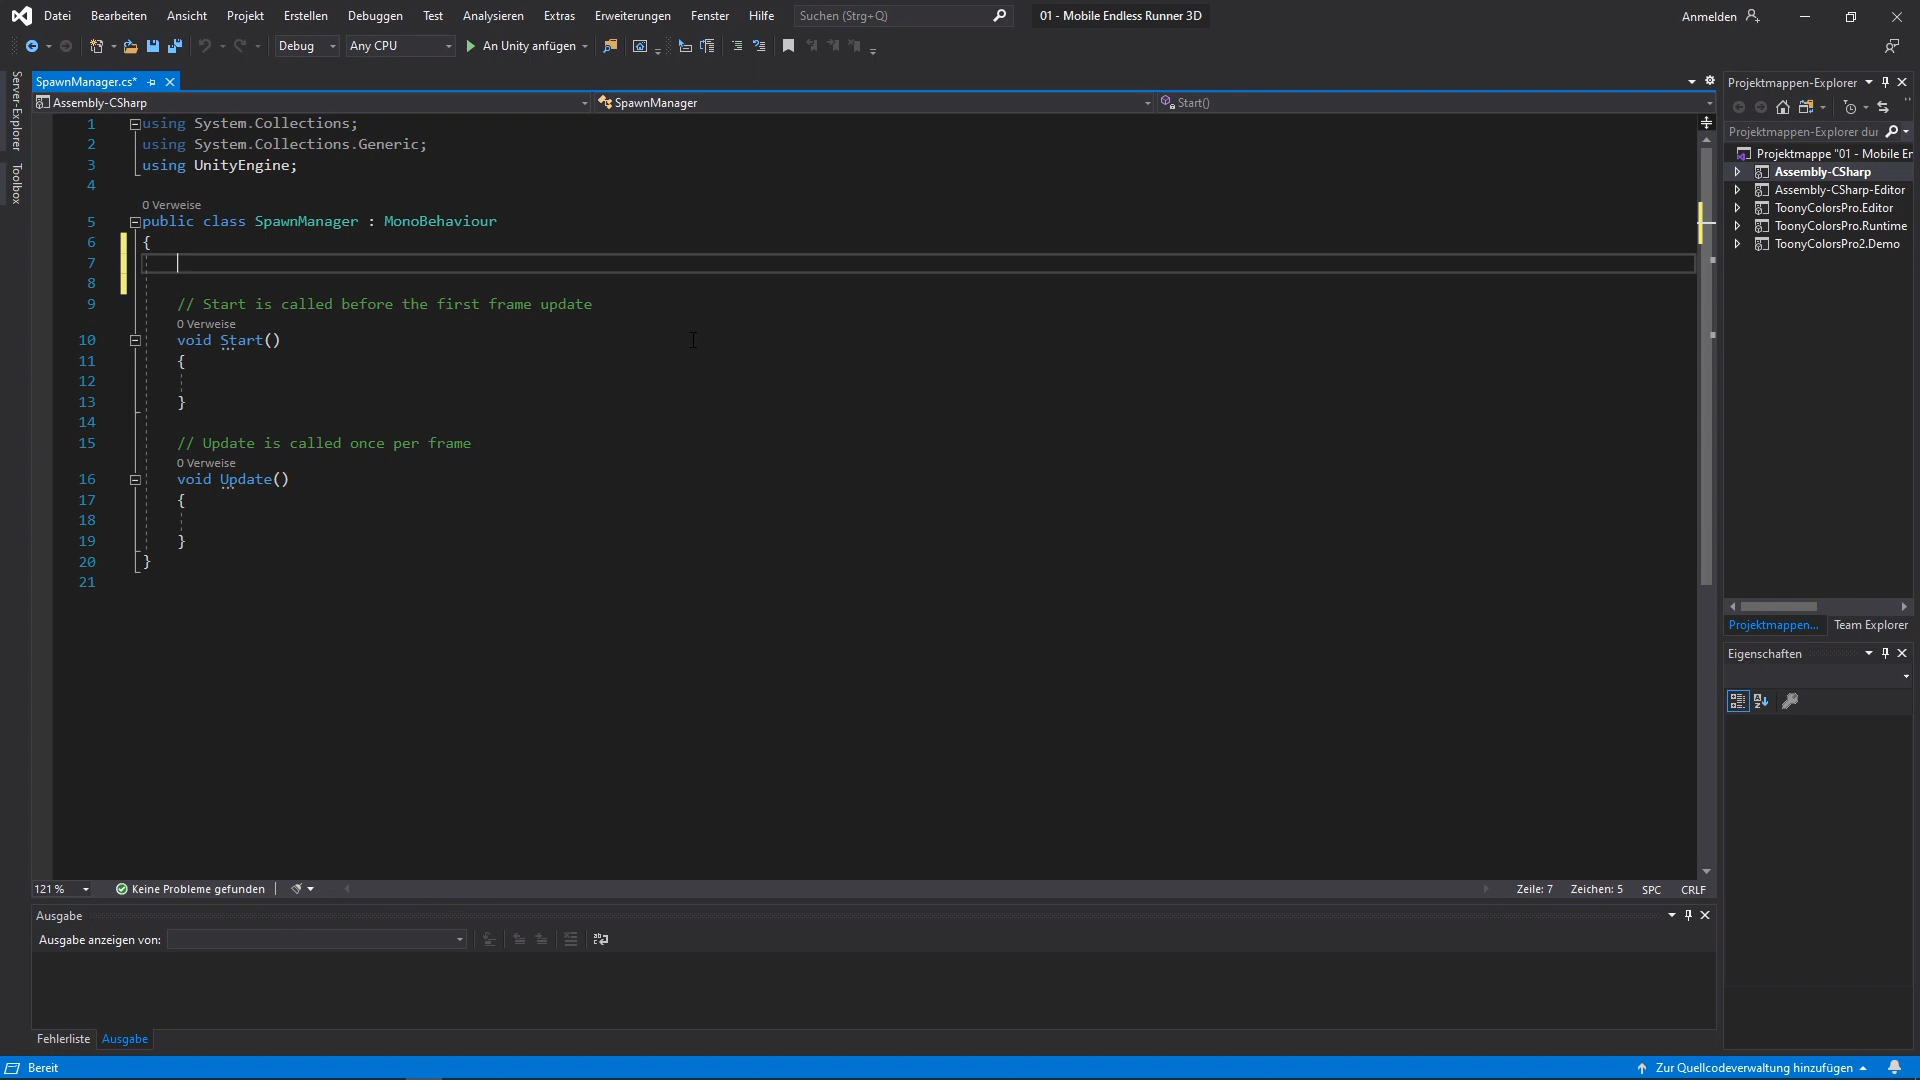 Datei Bearbeiten Ansicht Projekt Erstellen Debuggen Test Analysieren Extras Erweiterungen Fenster Hilfe Suchen (Strg+Q) 01 - Mobile Endless Runner 3D Anmelden
Debug Any CPU An Unity anfügen
Server-Explorer
Toolbox
SpawnManager.cs*
Assembly-CSharp SpawnManager Start()
1 using System.Collections;
2 using System.Collections.Generic;
3 using UnityEngine;
4
0 Verweise
5 public class SpawnManager : MonoBehaviour
6 {
7
8
9 // Start is called before the first frame update
0 Verweise
10 void Start()
11 {
12
13 }
14
15 // Update is called once per frame
0 Verweise
16 void Update()
17 {
18
19 }
20 }
21
121 % Keine Probleme gefunden Zeile: 7 Zeichen: 5 SPC CRLF
Ausgabe
Ausgabe anzeigen von:
Fehlerliste Ausgabe
Projektmappen-Explorer
Projektmappen-Explorer dur
Projektmappe "01 - Mobile Er
Assembly-CSharp
Assembly-CSharp-Editor
ToonyColorsPro.Editor
ToonyColorsPro.Runtime
ToonyColorsPro2.Demo
Projektmappen... Team Explorer
Eigenschaften
Bereit Zur Quellcodeverwaltung hinzufügen